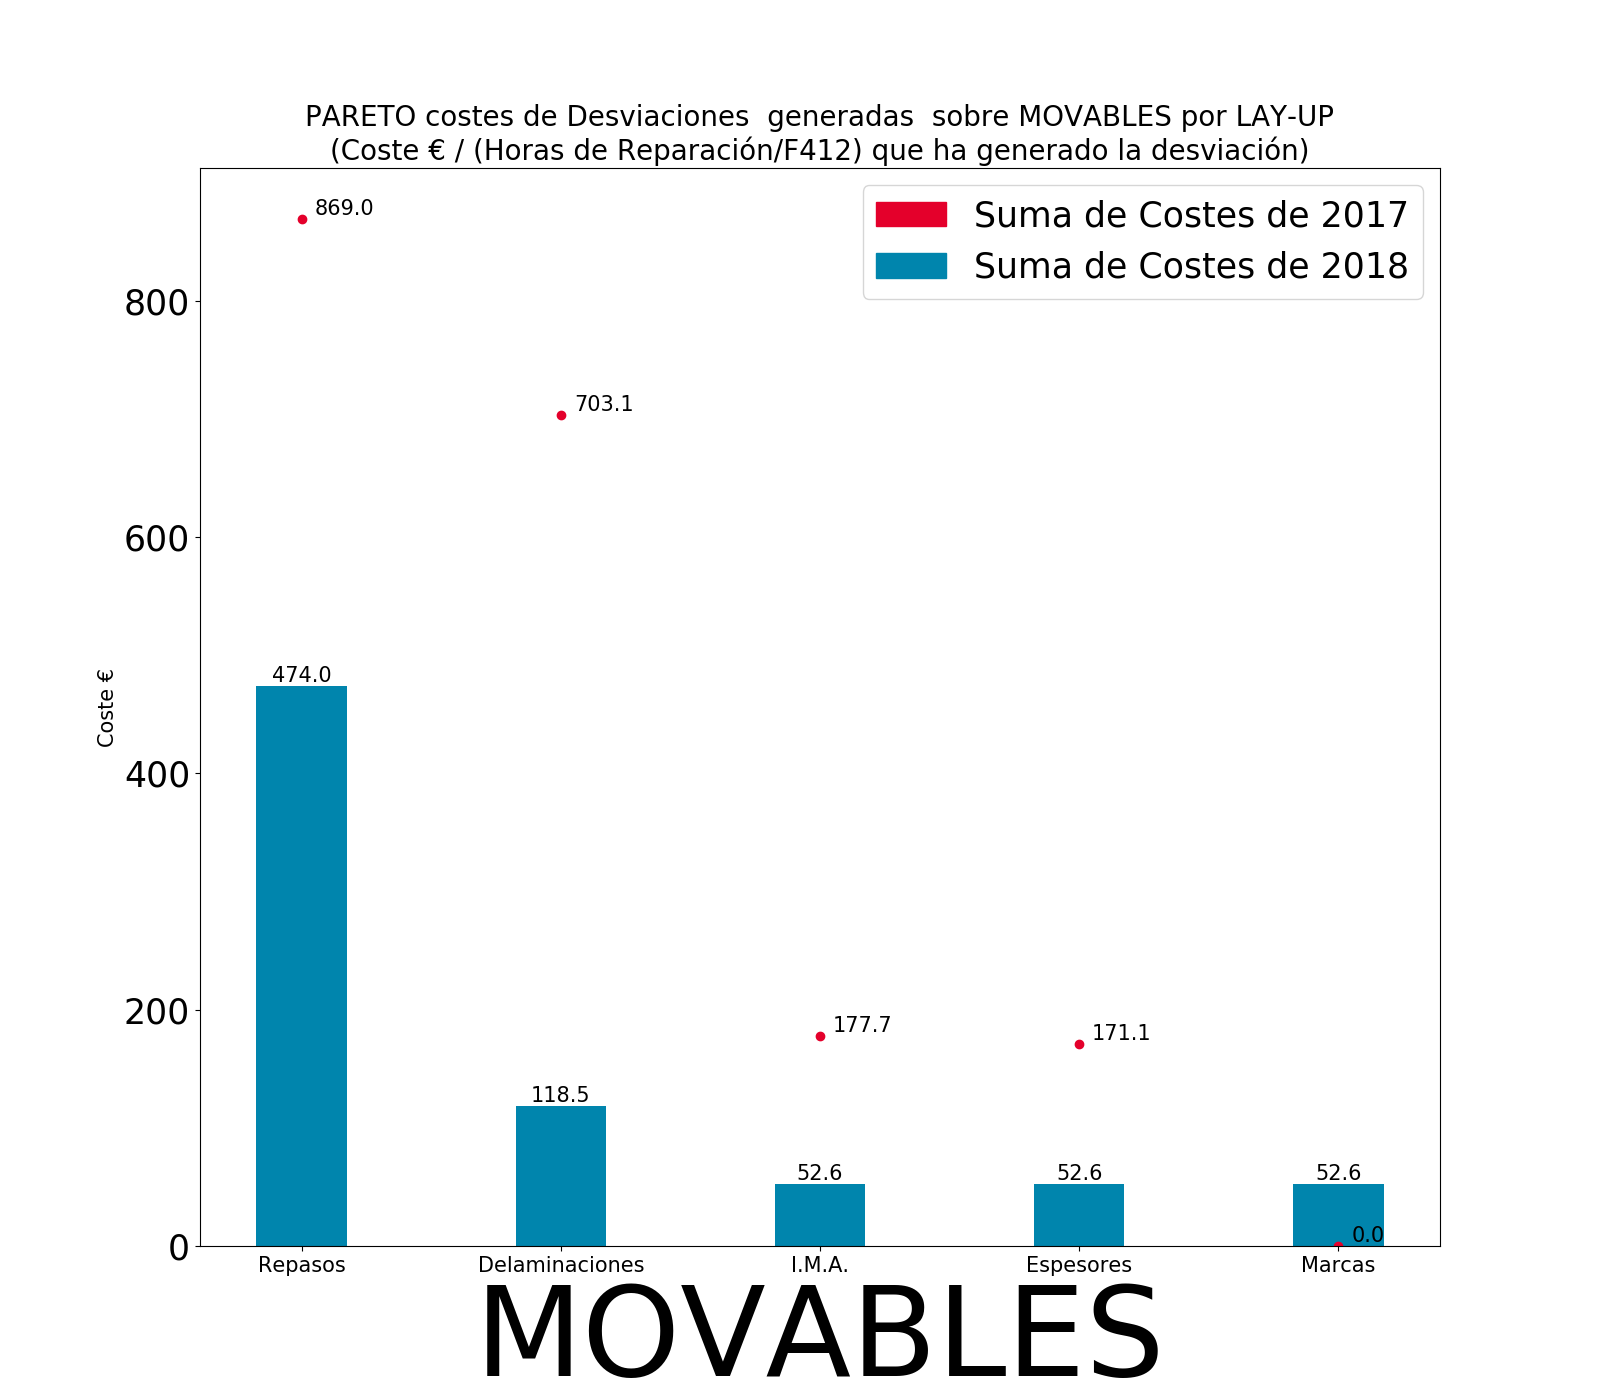 PARETO costes de Desviaciones  generadas  sobre MOVABLES por LAY-UP
(Coste € / (Horas de Reparación/F412) que ha generado la desviación)
Suma de Costes de 2017
Suma de Costes de 2018
Coste €
800
600
400
200
0
869.0
703.1
474.0
177.7
171.1
118.5
52.6
52.6
52.6
0.0
Repasos
Delaminaciones
I.M.A.
Espesores
Marcas
MOVABLES